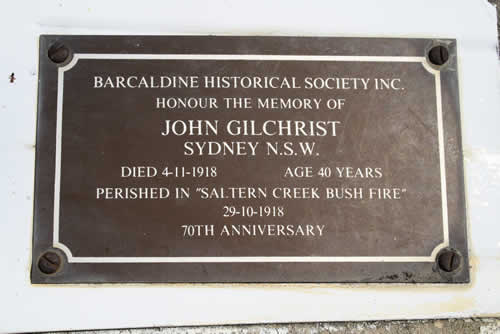 BARCALDINE HISTORICAL SOCIETY INC.
HONOUR THE MEMORY OF
JOHN GILCHRIST
SYDNEY N.S.W.
DIED 4-11-1918 AGE 40 YEARS
PERISHED IN "SALTERN CREEK BUSH FIRE"
29-10-1918
70TH ANNIVERSARY